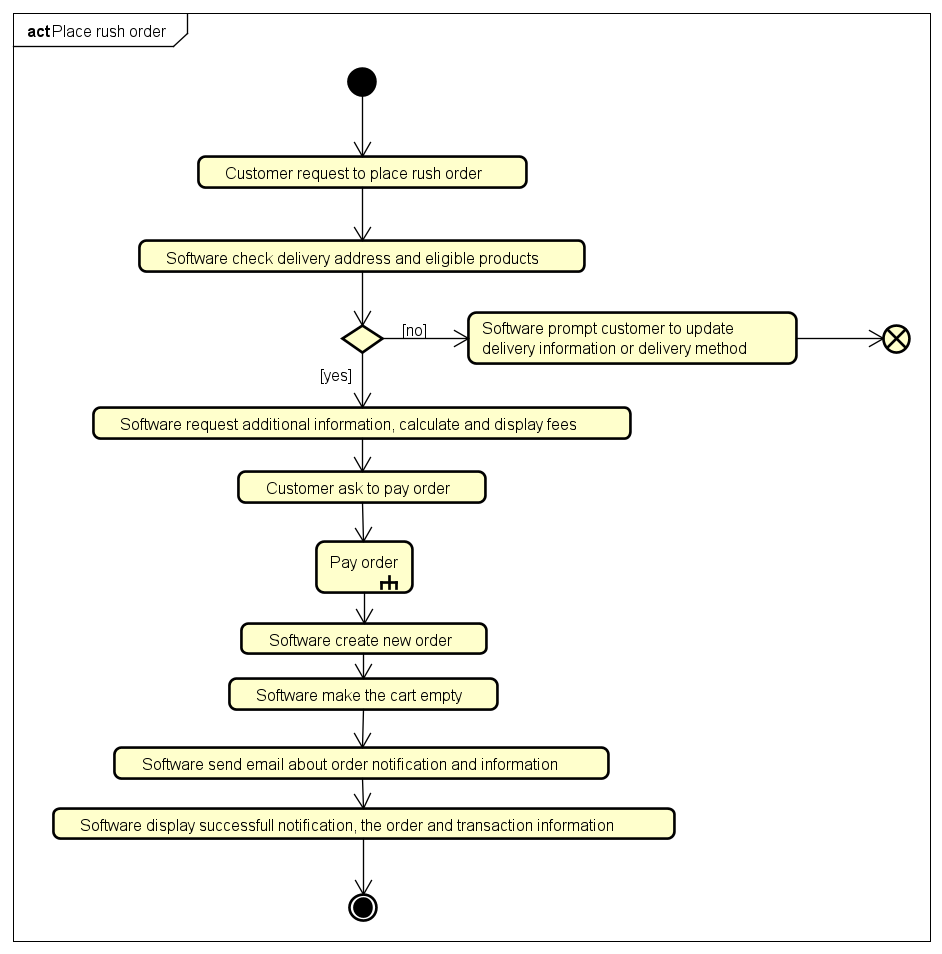 act Place rush order
Customer request to place rush order
Software check delivery address and eligible products
[no]
Software prompt customer to update
delivery information or delivery method
[yes]
Software request additional information, calculate and display fees
Customer ask to pay order
Pay order
Software create new order
Software make the cart empty
Software send email about order notification and information
Software display successfull notification, the order and transaction information